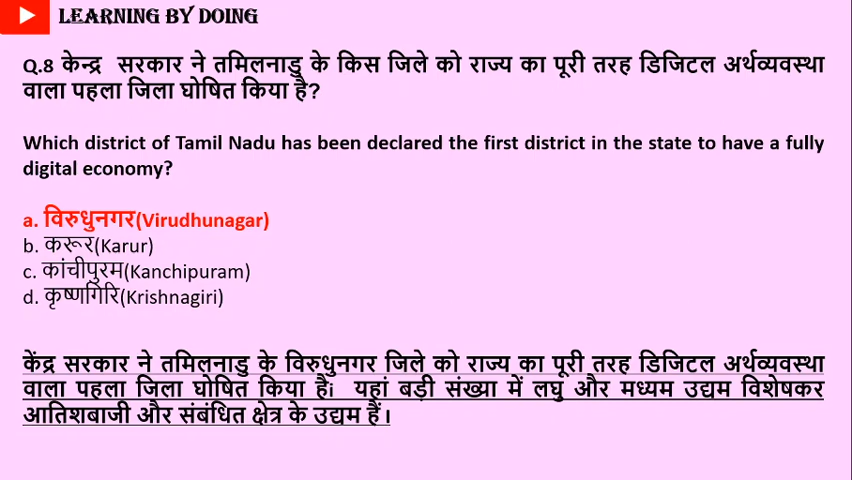 LEARNING BY DOING
Q.8 केन्द्र सरकार ने तमिलनाडु के किस जिले को राज्य का पूरी तरह डिजिटल अर्थव्यवस्था
वाला पहला जिला घोषित किया है?
Which district of Tamil Nadu has been declared the first district in the state to have a fully
digital economy?
a. विरुधुनगर(Virudhunagar)
b. करूर(Karur)
c. कांचीपुरम(Kanchipuram)
d. कृष्णगिरि(Krishnagiri)
केंद्र सरकार ने तमिलनाडु के विरुधुनगर जिले को राज्य का पूरी तरह डिजिटल अर्थव्यवस्था
वाला पहला जिला घोषित किया है¡ यहां बड़ी संख्या में लघु और मध्यम उद्यम विशेषकर
आतिशबाजी और संबंधित क्षेत्र के उद्यम हैं।